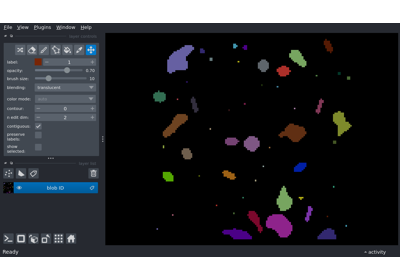 File View Plugins Window Help
layer controls
label: 1
opacity: 0.70
brush size: 10
blending: translucent
color mode: auto
contour: 0
n edit dim: 2
contiguous:
preserve labels:
show selected:
layer list
blob ID
Ready
activity